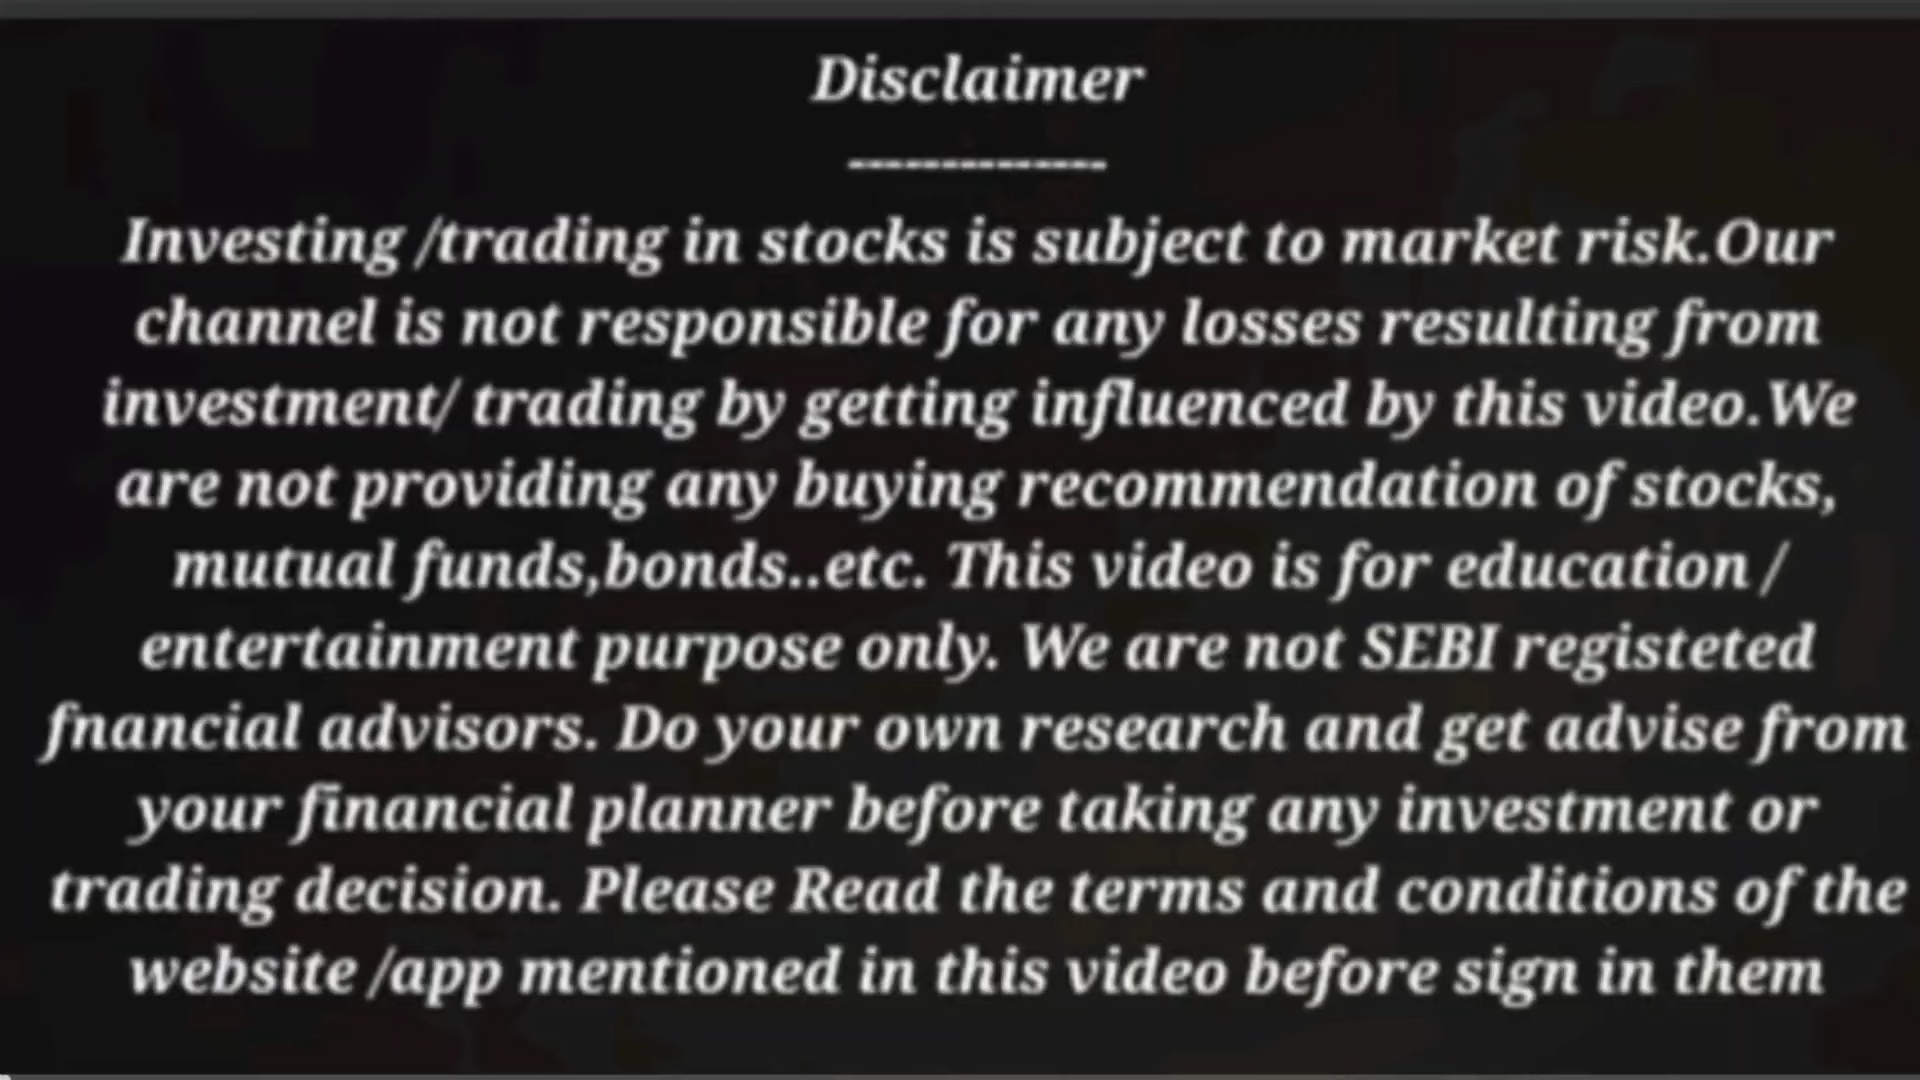 Disclaimer
--------------
Investing /trading in stocks is subject to market risk.Our
channel is not responsible for any losses resulting from
investment/ trading by getting influenced by this video.We
are not providing any buying recommendation of stocks,
mutual funds,bonds..etc. This video is for education /
entertainment purpose only. We are not SEBI registeted
fnancial advisors. Do your own research and get advise from
your financial planner before taking any investment or
trading decision. Please Read the terms and conditions of the
website /app mentioned in this video before sign in them